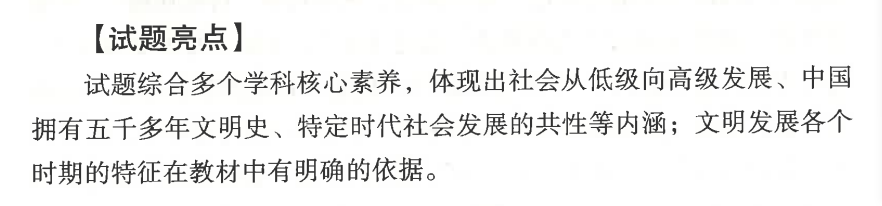 【试题亮点】
试题综合多个学科核心素养，体现出社会从低级向高级发展、中国
拥有五千多年文明史、特定时代社会发展的共性等内涵；文明发展各个
时期的特征在教材中有明确的依据。